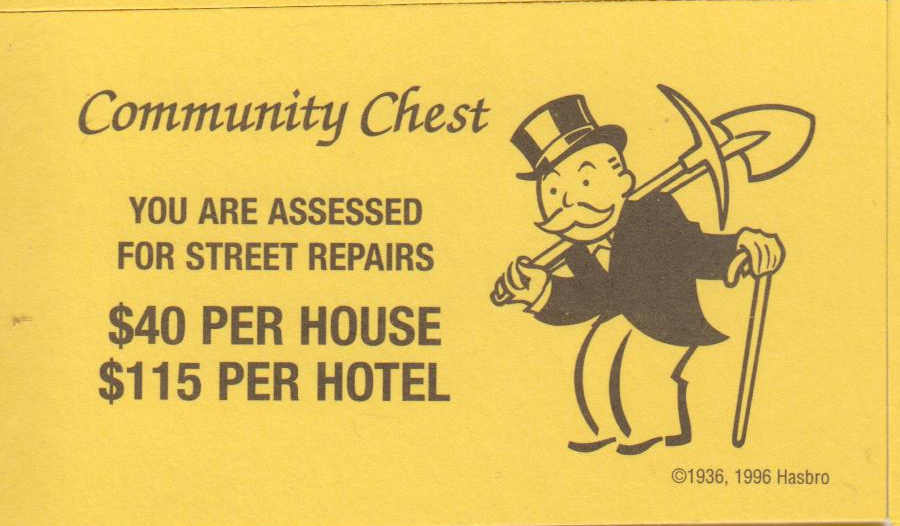 Community Chest
YOU ARE ASSESSED
FOR STREET REPAIRS
$40 PER HOUSE
$115 PER HOTEL
©1936, 1996 Hasbro